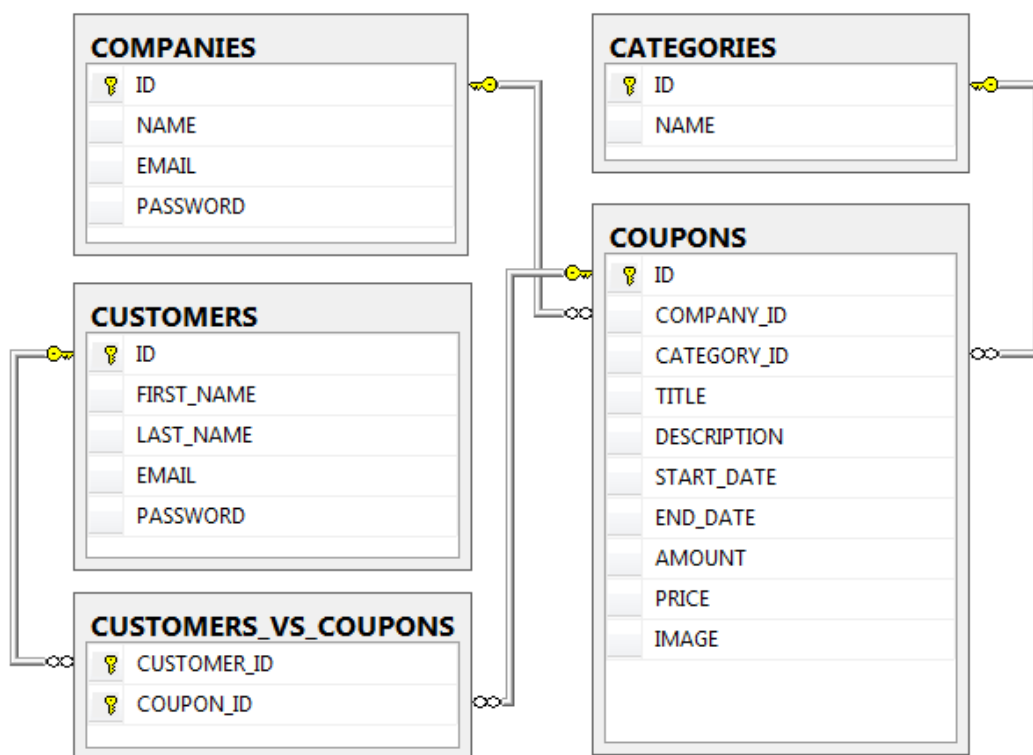 COMPANIES
ID
NAME
EMAIL
PASSWORD
CATEGORIES
ID
NAME
CUSTOMERS
ID
FIRST_NAME
LAST_NAME
EMAIL
PASSWORD
COUPONS
ID
COMPANY_ID
CATEGORY_ID
TITLE
DESCRIPTION
START_DATE
END_DATE
AMOUNT
PRICE
IMAGE
CUSTOMERS_VS_COUPONS
CUSTOMER_ID
COUPON_ID